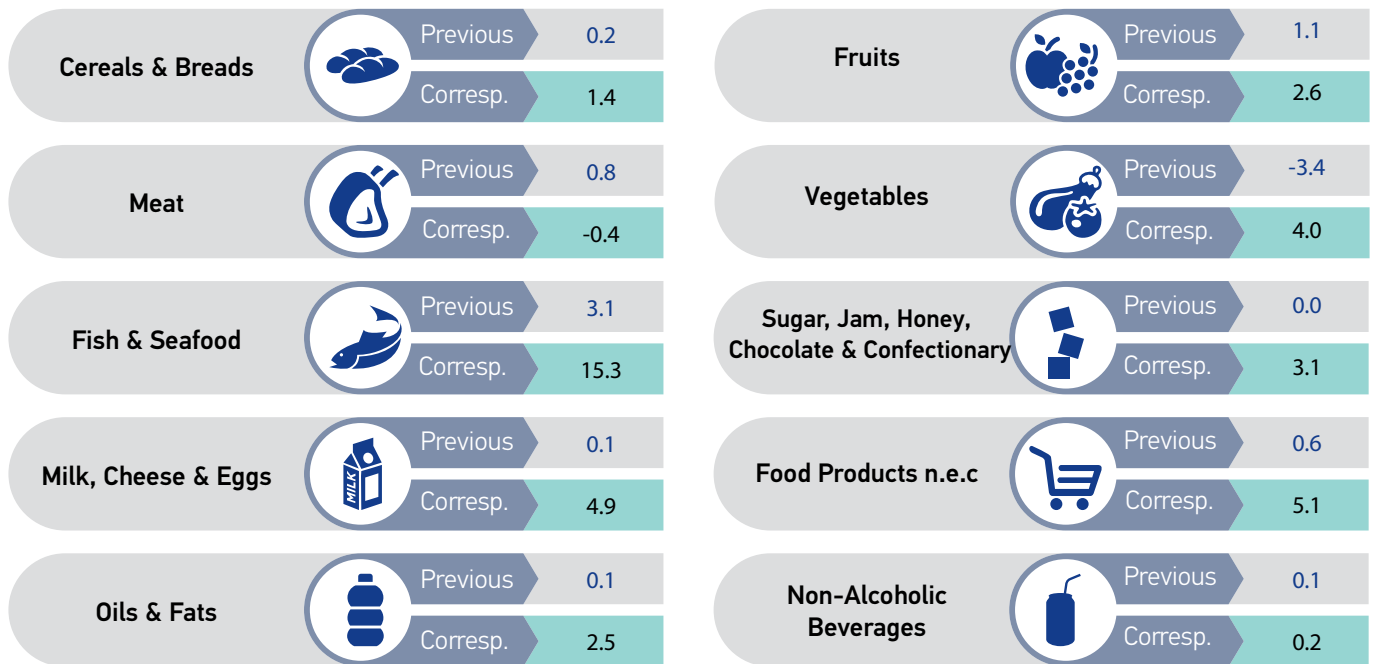 Cereals & Breads
Previous 0.2
Corresp. 1.4
Meat
Previous 0.8
Corresp. -0.4
Fish & Seafood
Previous 3.1
Corresp. 15.3
Milk, Cheese & Eggs
MILK
Previous 0.1
Corresp. 4.9
Oils & Fats
Previous 0.1
Corresp. 2.5
Fruits
Previous 1.1
Corresp. 2.6
Vegetables
Previous -3.4
Corresp. 4.0
Sugar, Jam, Honey,
Chocolate & Confectionary
Previous 0.0
Corresp. 3.1
Food Products n.e.c
Previous 0.6
Corresp. 5.1
Non-Alcoholic
Beverages
Previous 0.1
Corresp. 0.2